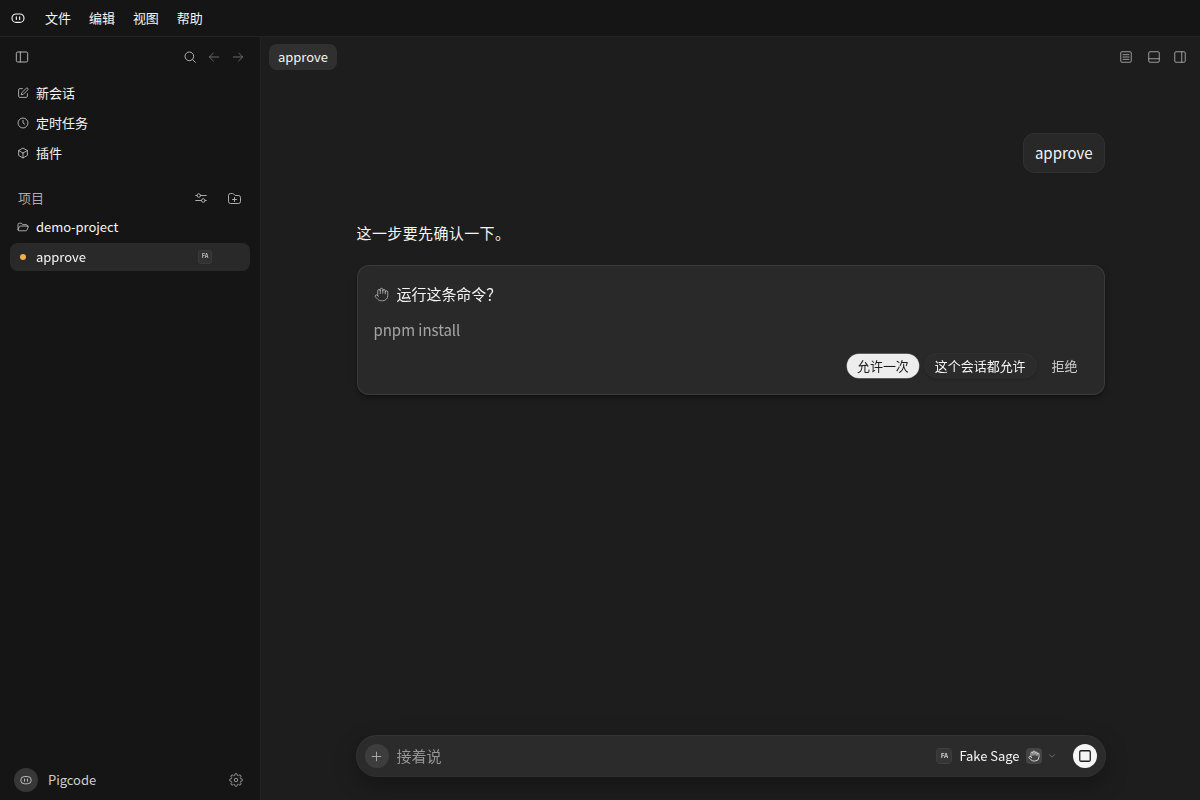 文件 编辑 视图 帮助
approve
新会话
定时任务
插件
项目
demo-project
approve FA
approve
这一步要先确认一下。
运行这条命令?
pnpm install
允许一次 这个会话都允许 拒绝
接着说 FA Fake Sage
Pigcode